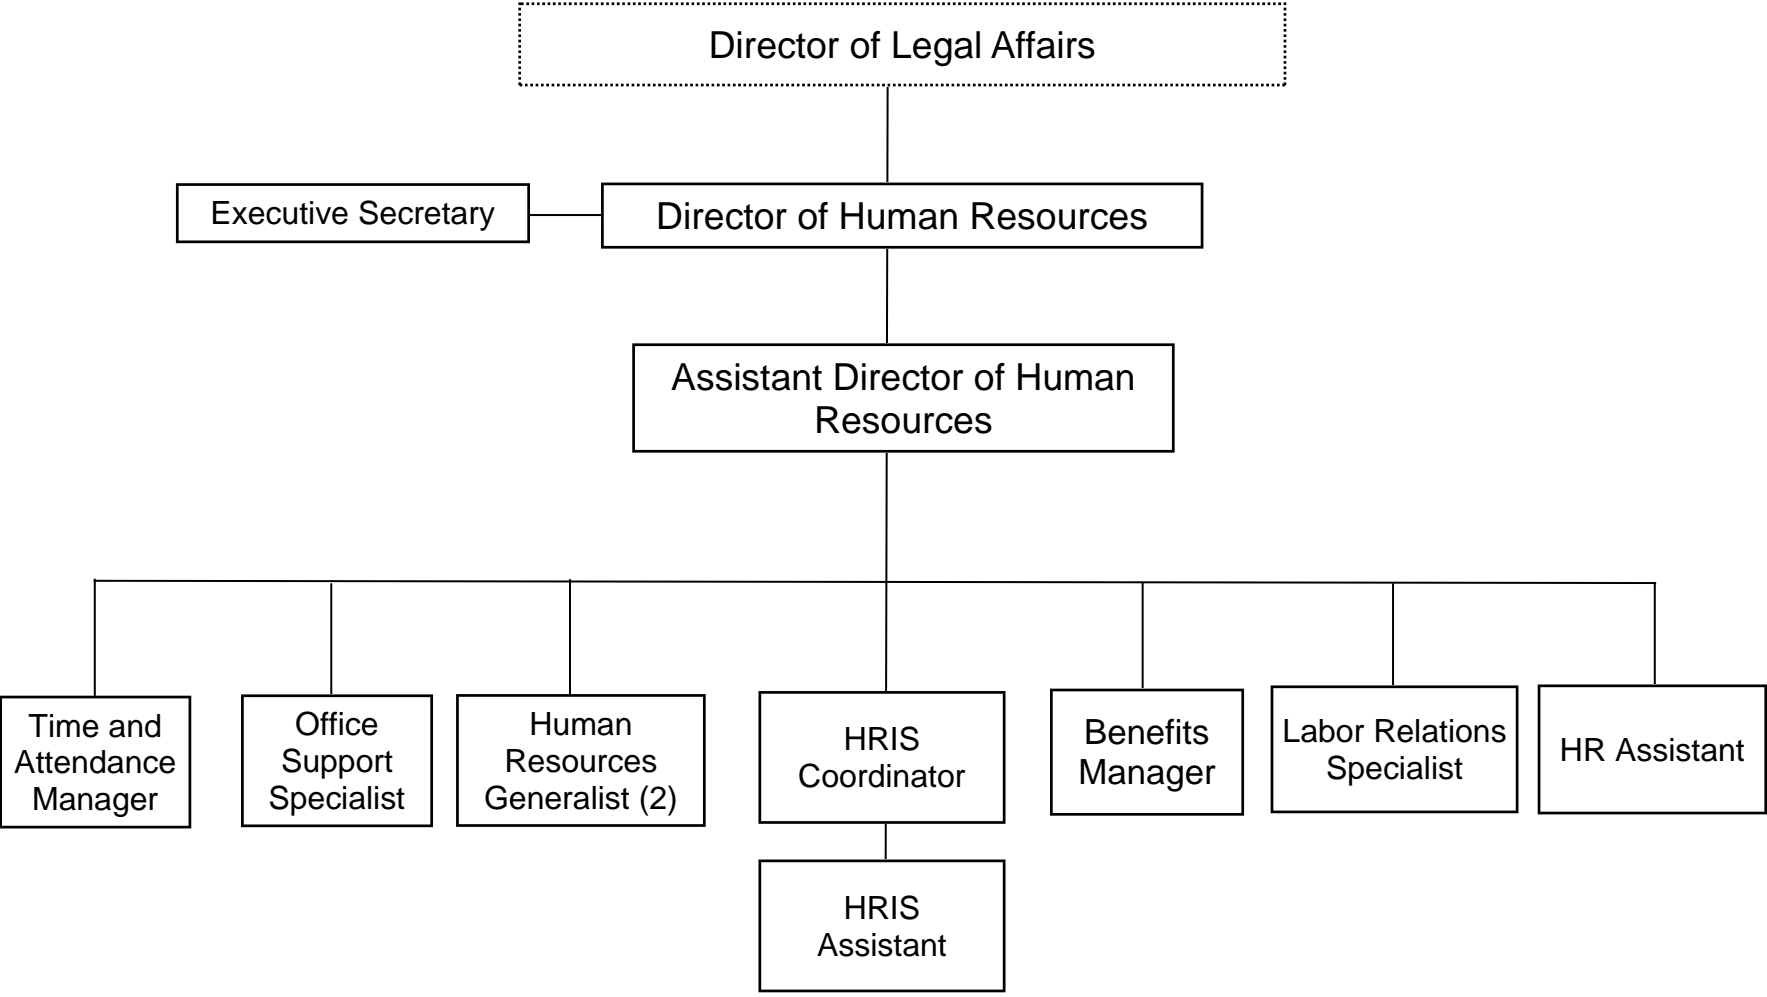 Director of Legal Affairs
Executive Secretary
Director of Human Resources
Assistant Director of Human
Resources
Time and
Attendance
Manager
Office
Support
Specialist
Human
Resources
Generalist (2)
HRIS
Coordinator
Benefits
Manager
Labor Relations
Specialist
HR Assistant
HRIS
Assistant